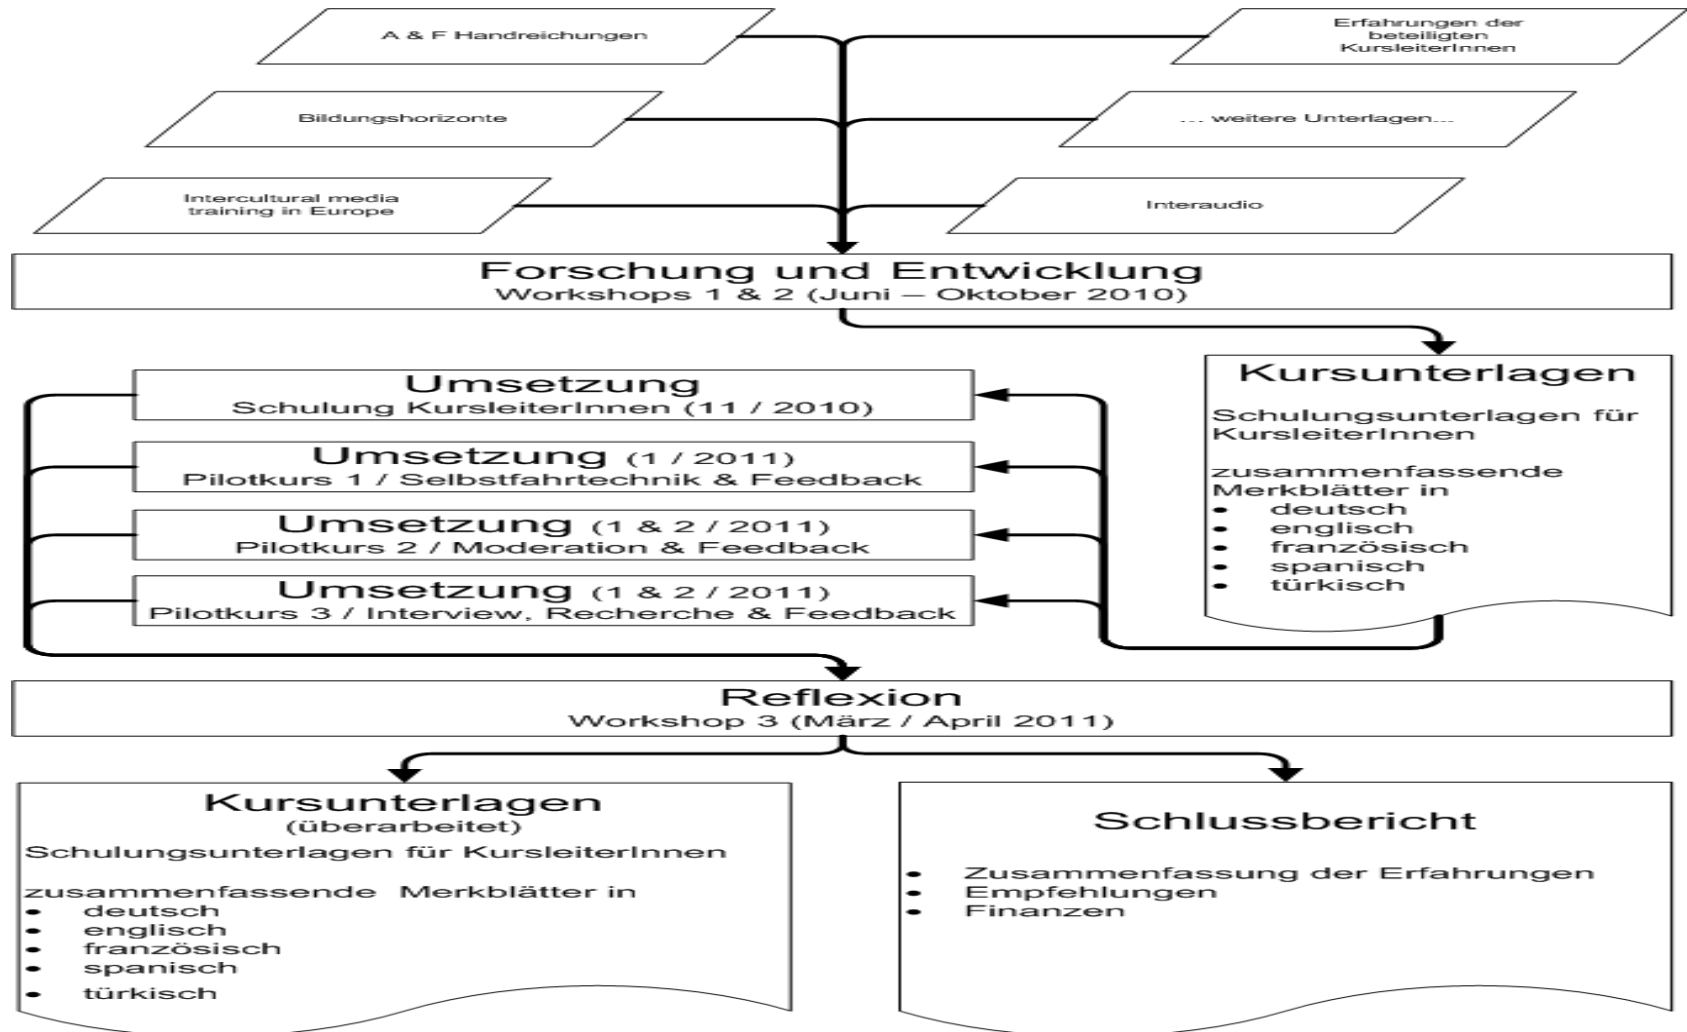 A & F Handreichungen
Erfahrungen der
beteiligten
KursleiterInnen
Bildungshorizonte
... weitere Unterlagen...
Intercultural media
training in Europe
Interaudio
Forschung und Entwicklung
Workshops 1 & 2 (Juni – Oktober 2010)
Umsetzung
Schulung KursleiterInnen (11 / 2010)
Umsetzung (1 / 2011)
Pilotkurs 1 / Selbstfahrtechnik & Feedback
Umsetzung (1 & 2 / 2011)
Pilotkurs 2 / Moderation & Feedback
Umsetzung (1 & 2 / 2011)
Pilotkurs 3 / Interview, Recherche & Feedback
Kursunterlagen
Schulungsunterlagen für
KursleiterInnen
zusammenfassende
Merkblätter in
• deutsch
• englisch
• französisch
• spanisch
• türkisch
Reflexion
Workshop 3 (März / April 2011)
Kursunterlagen
(überarbeitet)
Schulungsunterlagen für KursleiterInnen
zusammenfassende Merkblätter in
• deutsch
• englisch
• französisch
• spanisch
• türkisch
Schlussbericht
• Zusammenfassung der Erfahrungen
• Empfehlungen
• Finanzen